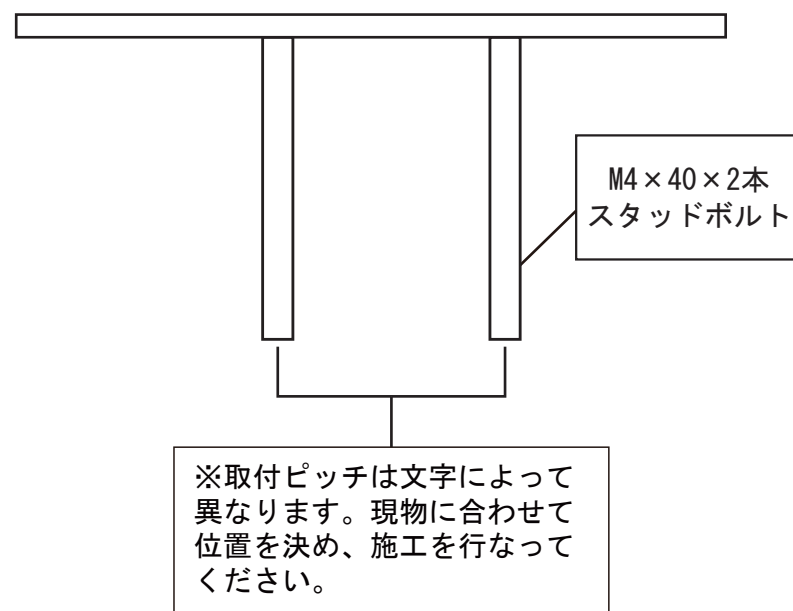 M4×40×2本
スタッドボルト
※取付ピッチは文字によって
異なります。現物に合わせて
位置を決め、施工を行なって
ください。